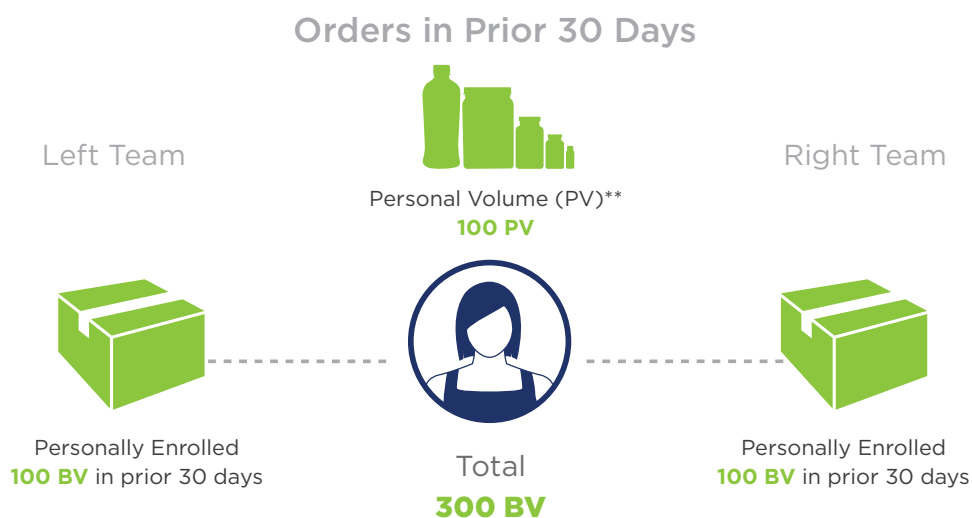 Orders in Prior 30 Days
Left Team
Right Team
Personal Volume (PV)**
100 PV
Personally Enrolled
100 BV in prior 30 days
Personally Enrolled
100 BV in prior 30 days
Total
300 BV